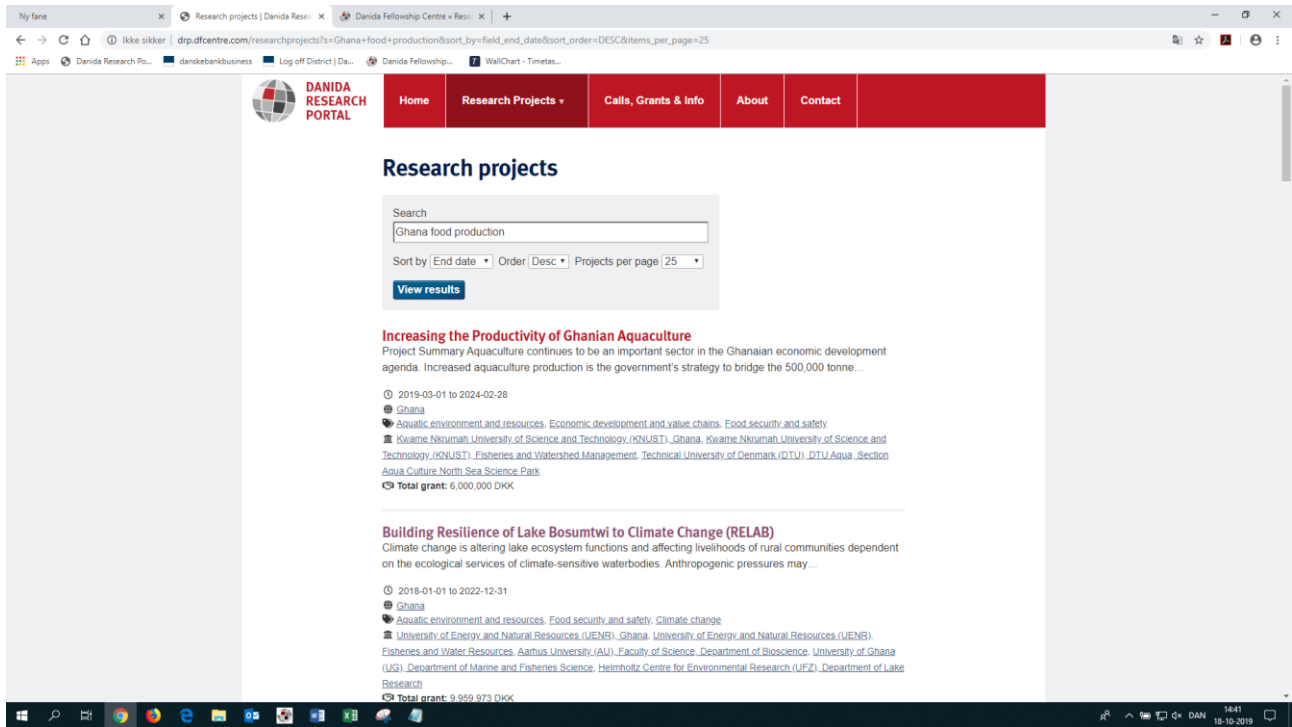 Ny fane
Research projects | Danida Resea
Danida Fellowship Centre » Resea
Ikke sikker | drp.dfcentre.com/researchprojects?s=Ghana+food+production&sort_by=field_end_date&sort_order=DESC&items_per_page=25
Apps
Danida Research Po...
danskebankbusiness
Log off District | Da...
Danida Fellowship...
WallChart - Timetas...
DANIDA
RESEARCH
PORTAL
Home
Research Projects
Calls, Grants & Info
About
Contact
Research projects
Search
Ghana food production
Sort by End date Order Desc Projects per page 25
View results
Increasing the Productivity of Ghanian Aquaculture
Project Summary Aquaculture continues to be an important sector in the Ghanaian economic development
agenda. Increased aquaculture production is the government's strategy to bridge the 500,000 tonne…
2019-03-01 to 2024-02-28
Ghana
Aquatic environment and resources, Economic development and value chains, Food security and safety
Kwame Nkrumah University of Science and Technology (KNUST), Ghana, Kwame Nkrumah University of Science and
Technology (KNUST), Fisheries and Watershed Management, Technical University of Denmark (DTU), DTU Aqua, Section
Aqua Culture North Sea Science Park
Total grant: 6,000,000 DKK
Building Resilience of Lake Bosumtwi to Climate Change (RELAB)
Climate change is altering lake ecosystem functions and affecting livelihoods of rural communities dependent
on the ecological services of climate-sensitive waterbodies. Anthropogenic pressures may…
2018-01-01 to 2022-12-31
Ghana
Aquatic environment and resources, Food security and safety, Climate change
University of Energy and Natural Resources (UENR), Ghana, University of Energy and Natural Resources (UENR),
Fisheries and Water Resources, Aarhus University (AU), Faculty of Science, Department of Bioscience, University of Ghana
(UG), Department of Marine and Fisheries Science, Helmholtz Centre for Environmental Research (UFZ), Department of Lake
Research
Total grant: 9,959,973 DKK
DAN
14:41
18-10-2019